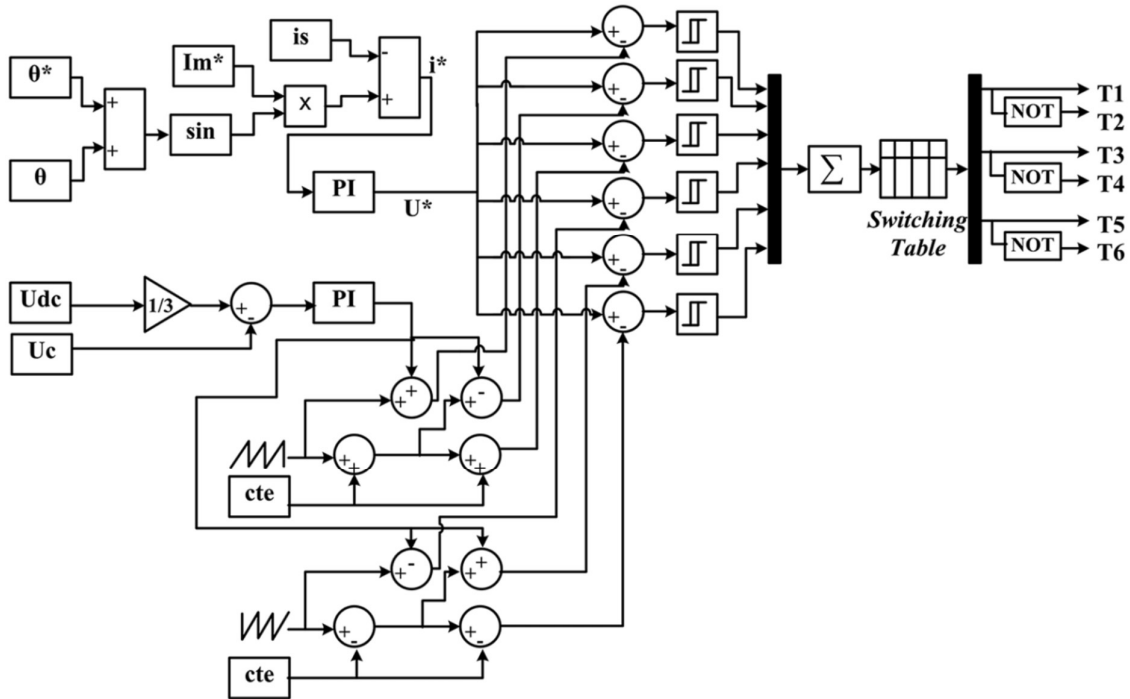 is
Im*
i*
θ*
+
+
θ
sin
X
-
+
PI
U*
Udc
1/3
+
-
PI
Uc
+
+
+
-
+
+
+
+
+
cte
+
-
+
+
+
-
+
-
cte
+
-
+
-
+
-
+
-
+
-
+
-
∑
Switching
Table
T1
NOT
T2
T3
NOT
T4
T5
NOT
T6